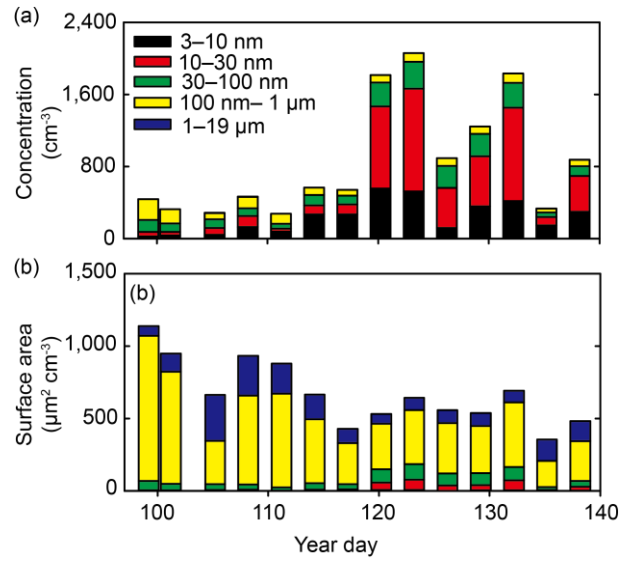 (a)
2,400
1,600
800
0
Concentration
(cm⁻³)
3–10 nm
10–30 nm
30–100 nm
100 nm– 1 μm
1–19 μm
(b)
1,500
1,000
500
0
Surface area
(μm² cm⁻³)
(b)
100 110 120 130 140
Year day